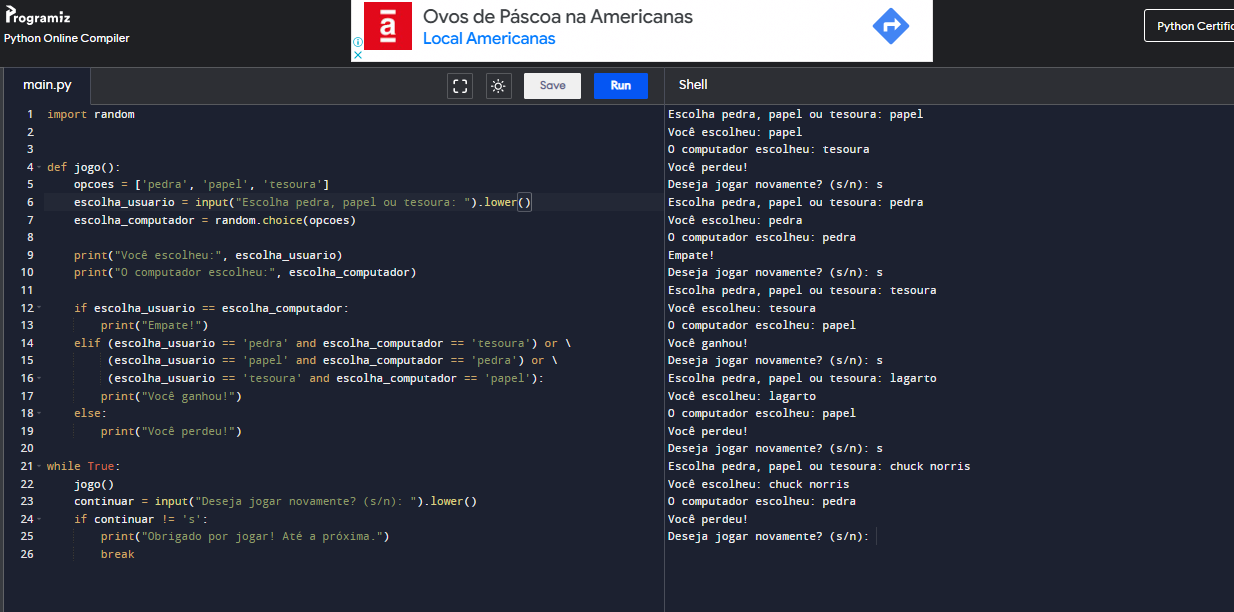 Programiz
Python Online Compiler
á
Ovos de Páscoa na Americanas
Local Americanas
Python Certific
main.py
Save
Run
Shell
1 import random
2
3
4 def jogo():
5     opcoes = ['pedra', 'papel', 'tesoura']
6     escolha_usuario = input("Escolha pedra, papel ou tesoura: ").lower()
7     escolha_computador = random.choice(opcoes)
8
9     print("Você escolheu:", escolha_usuario)
10     print("O computador escolheu:", escolha_computador)
11
12     if escolha_usuario == escolha_computador:
13         print("Empate!")
14     elif (escolha_usuario == 'pedra' and escolha_computador == 'tesoura') or \
15          (escolha_usuario == 'papel' and escolha_computador == 'pedra') or \
16          (escolha_usuario == 'tesoura' and escolha_computador == 'papel'):
17         print("Você ganhou!")
18     else:
19         print("Você perdeu!")
20
21 while True:
22     jogo()
23     continuar = input("Deseja jogar novamente? (s/n): ").lower()
24     if continuar != 's':
25         print("Obrigado por jogar! Até a próxima.")
26         break
Escolha pedra, papel ou tesoura: papel
Você escolheu: papel
O computador escolheu: tesoura
Você perdeu!
Deseja jogar novamente? (s/n): s
Escolha pedra, papel ou tesoura: pedra
Você escolheu: pedra
O computador escolheu: pedra
Empate!
Deseja jogar novamente? (s/n): s
Escolha pedra, papel ou tesoura: tesoura
Você escolheu: tesoura
O computador escolheu: papel
Você ganhou!
Deseja jogar novamente? (s/n): s
Escolha pedra, papel ou tesoura: lagarto
Você escolheu: lagarto
O computador escolheu: papel
Você perdeu!
Deseja jogar novamente? (s/n): s
Escolha pedra, papel ou tesoura: chuck norris
Você escolheu: chuck norris
O computador escolheu: pedra
Você perdeu!
Deseja jogar novamente? (s/n):